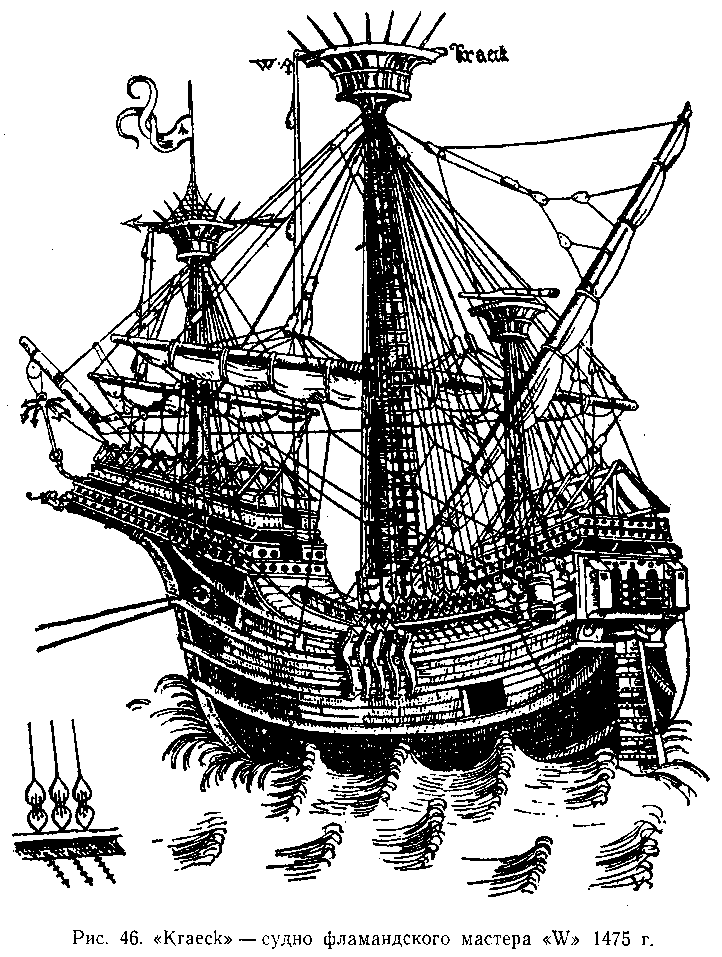 W A
kraeck
Рис. 46. «Kraeck» — судно фламандского мастера «W» 1475 г.